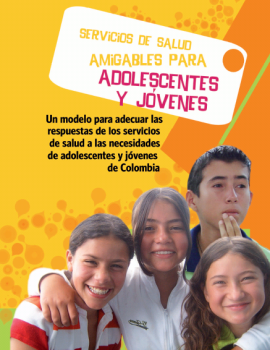 SERVICIOS DE SALUD
AMIGABLES PARA
ADOLESCENTES
Y JÓVENES
Un modelo para adecuar las
respuestas de los servicios
de salud a las necesidades
de adolescentes y jóvenes
de Colombia